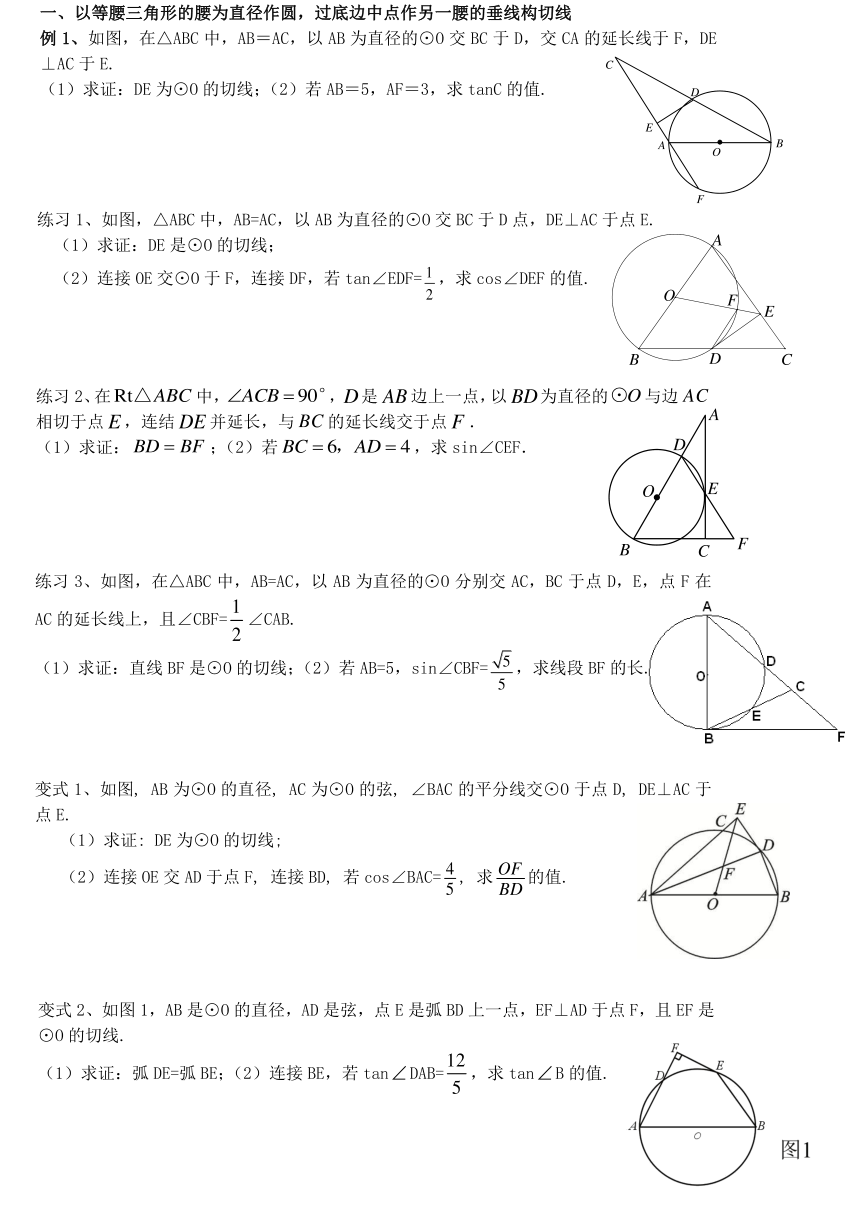 一、以等腰三角形的腰为直径作圆，过底边中点作另一腰的垂线构切线
例 1、如图，在△ABC 中，AB＝AC，以 AB 为直径的⊙O 交 BC 于 D，交 CA 的延长线于 F，DE
⊥AC 于 E.
（1）求证：DE 为⊙O 的切线；（2）若 AB＝5，AF＝3，求 tanC 的值.
C
D
E
A
O
B
F
练习 1、如图，△ABC 中，AB=AC，以 AB 为直径的⊙O 交 BC 于 D 点，DE⊥AC 于点 E.
（1）求证：DE 是⊙O 的切线；
（2）连接 OE 交⊙O 于 F，连接 DF，若 tan∠EDF=1/2，求 cos∠DEF 的值.
A
O
F
E
B
D
C
练习 2、在 Rt△ABC 中，∠ACB＝90°，D 是 AB 边上一点，以 BD 为直径的⊙O 与边 AC
相切于点 E，连结 DE 并延长，与 BC 的延长线交于点 F．
（1）求证：BD＝BF；（2）若 BC＝6，AD＝4，求 sin∠CEF．
A
D
O
E
B
C
F
练习 3、如图，在△ABC 中，AB=AC，以 AB 为直径的⊙O 分别交 AC，BC 于点 D，E，点 F 在
AC 的延长线上，且∠CBF=1/2∠CAB.
（1）求证：直线 BF 是⊙O 的切线；（2）若 AB=5，sin∠CBF=√5/5，求线段 BF 的长.
A
D
O
C
E
B
F
变式 1、如图, AB 为⊙O 的直径, AC 为⊙O 的弦, ∠BAC 的平分线交⊙O 于点 D, DE⊥AC 于
点 E.
（1）求证: DE 为⊙O 的切线;
（2）连接 OE 交 AD 于点 F, 连接 BD, 若 cos∠BAC=4/5, 求OF/BD的值.
E
C
D
F
A
O
B
变式 2、如图 1，AB 是⊙O 的直径，AD 是弦，点 E 是弧 BD 上一点，EF⊥AD 于点 F，且 EF 是
⊙O 的切线.
（1）求证：弧 DE=弧 BE；（2）连接 BE，若 tan∠DAB=12/5，求 tan∠B 的值.
F
E
D
A
O
B
图1